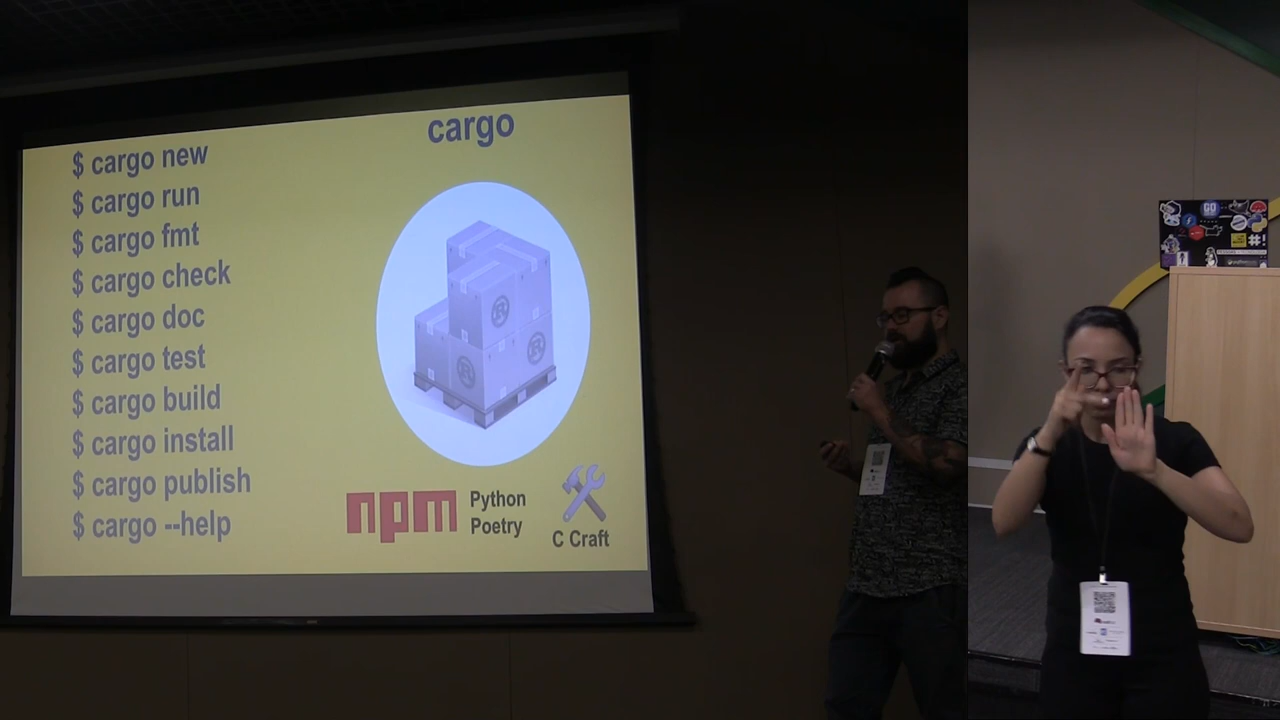 cargo
$ cargo new
$ cargo run
$ cargo fmt
$ cargo check
$ cargo doc
$ cargo test
$ cargo build
$ cargo install
$ cargo publish
$ cargo --help
npm
Python
Poetry
C Craft
R
R
R
GO
#!